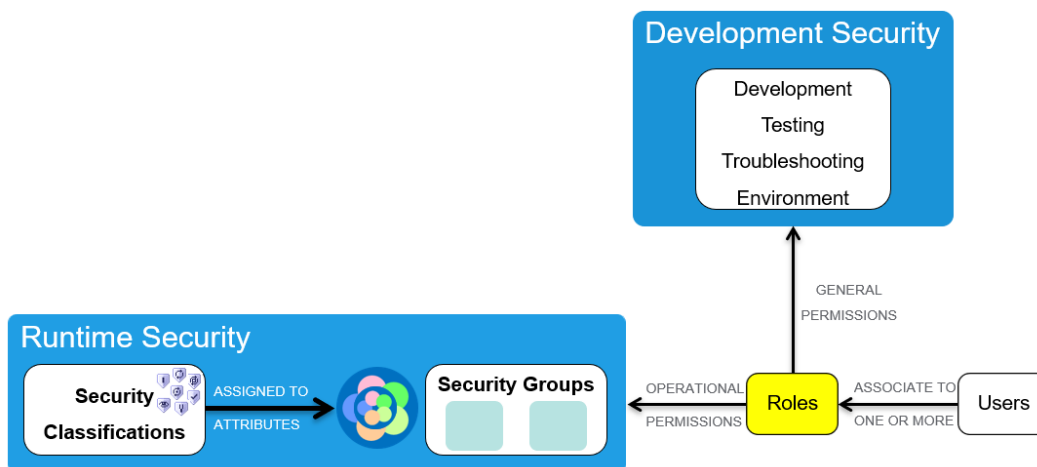 Development Security
Development
Testing
Troubleshooting
Environment
GENERAL
PERMISSIONS
Runtime Security
Security
Classifications
ASSIGNED TO
ATTRIBUTES
Security Groups
OPERATIONAL
PERMISSIONS
Roles
ASSOCIATE TO
ONE OR MORE
Users